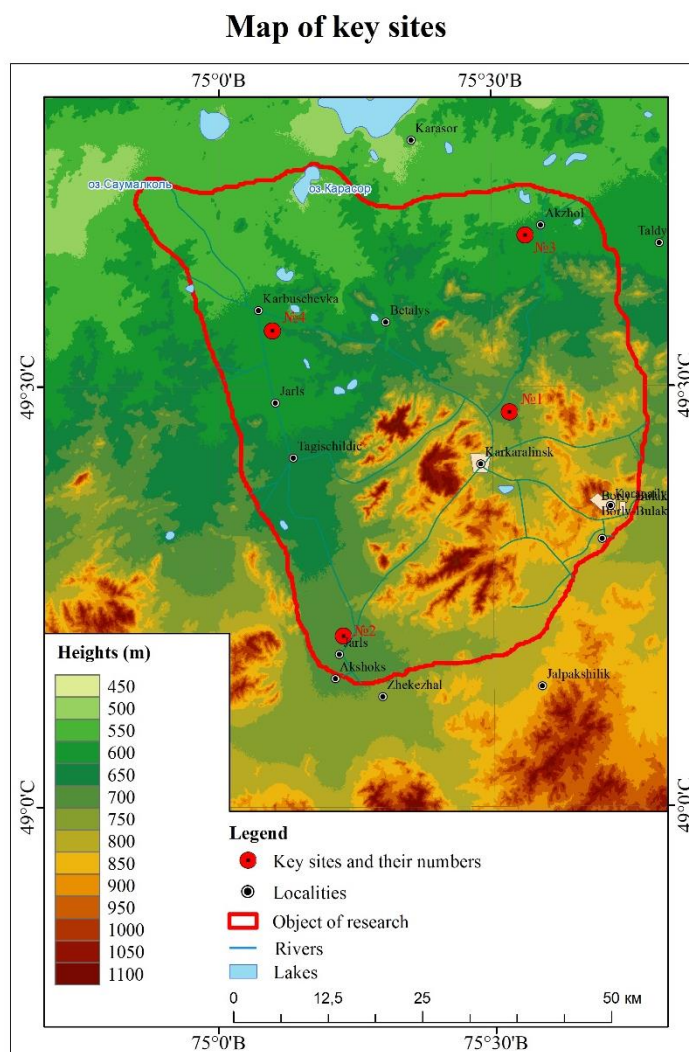 Map of key sites
75°0'B
75°30'B
Karasor
оз.Саумалколь
оз.Карасор
Akzhol
Taldy
№3
Karbuschevka
Betalys
№4
49°30'C
49°30'C
Jarls
№1
Tagischildic
Karkaralinsk
Borly-Bulak
Borly-Bulak
№2
Jarls
Akshoks
Zhekezhal
Jalpakshilik
Heights (m)
450
500
550
600
650
700
750
800
850
900
950
1000
1050
1100
49°0'C
49°0'C
Legend
Key sites and their numbers
Localities
Object of research
Rivers
Lakes
0
12,5
25
50 км
75°0'B
75°30'B